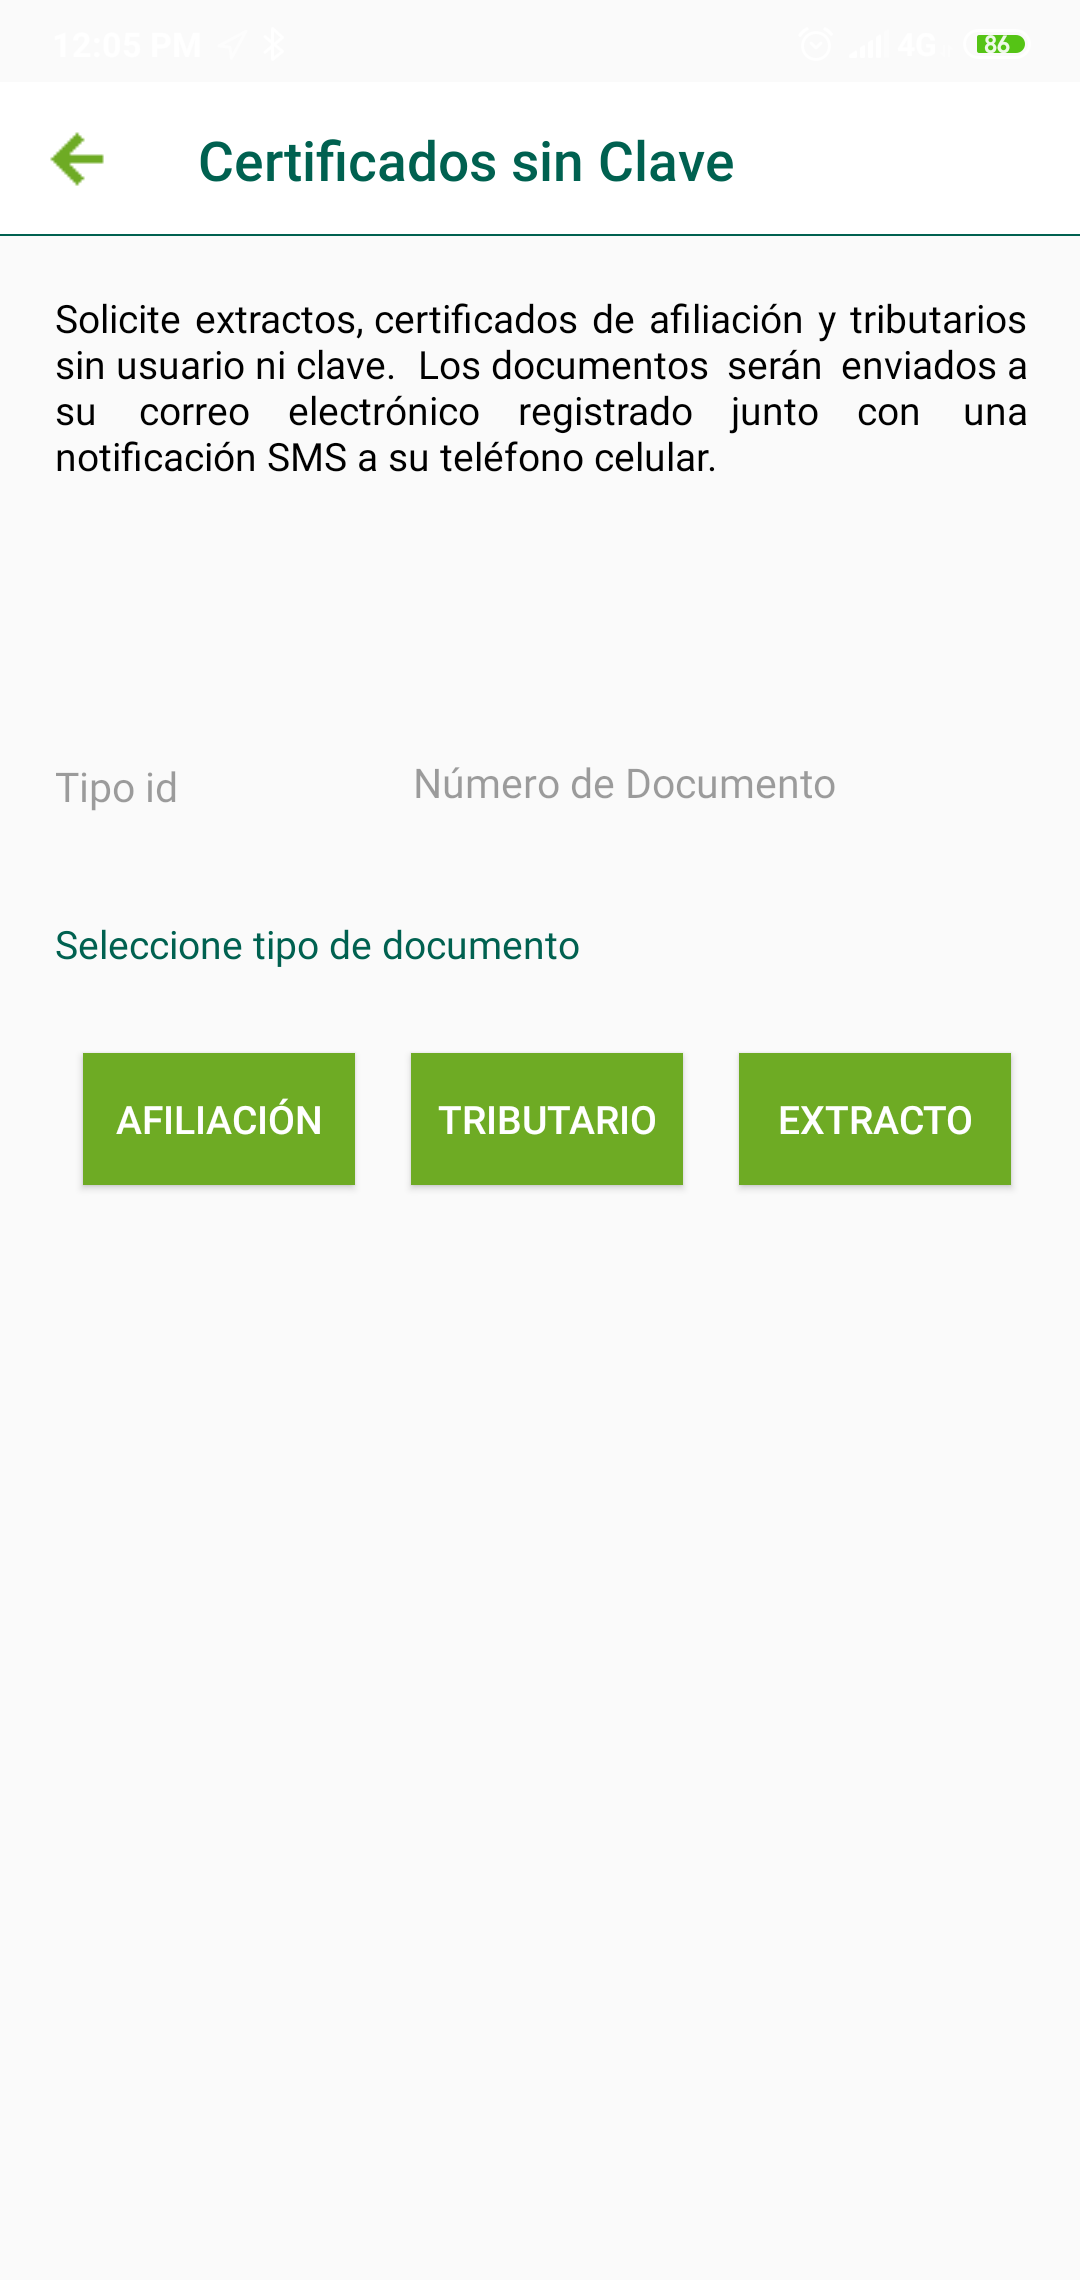 12:05 PM
4G
86
Certificados sin Clave
Solicite extractos, certificados de afiliación y tributarios
sin usuario ni clave. Los documentos serán enviados a
su correo electrónico registrado junto con una
notificación SMS a su teléfono celular.
Tipo id
Número de Documento
Seleccione tipo de documento
AFILIACIÓN
TRIBUTARIO
EXTRACTO